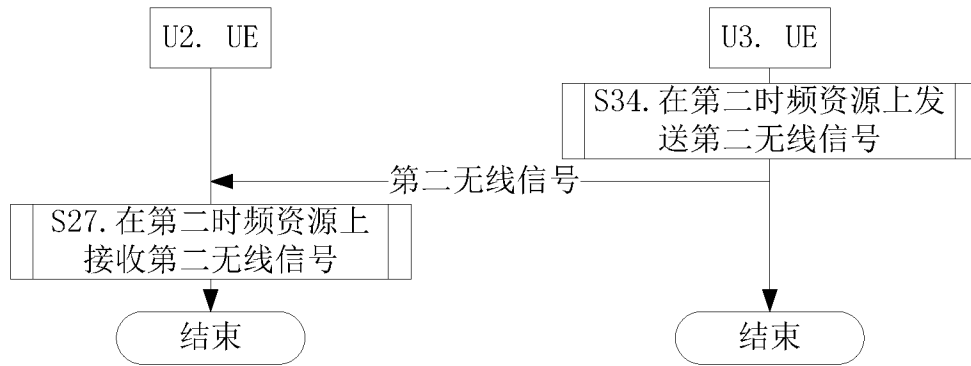 U2. UE
U3. UE
S34.在第二时频资源上发
送第二无线信号
第二无线信号
S27.在第二时频资源上
接收第二无线信号
结束
结束